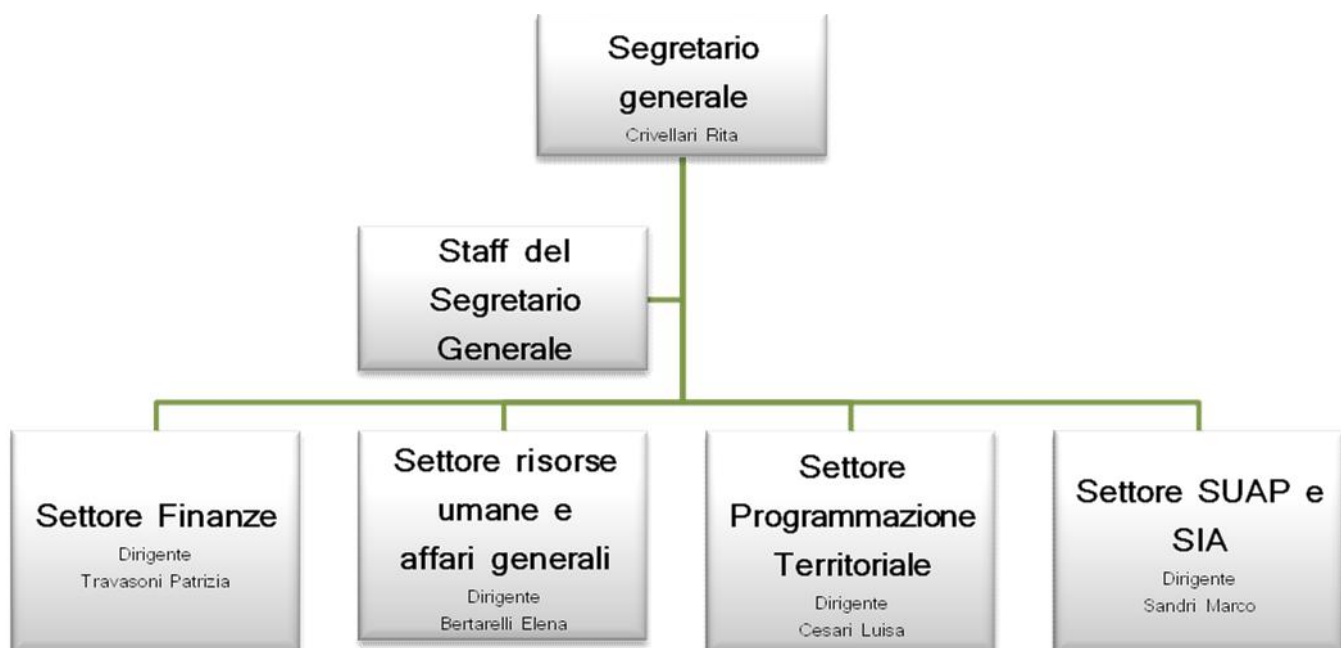 Segretario
generale
Crivellari Rita
Staff del
Segretario
Generale
Settore Finanze
Dirigente
Travasoni Patrizia
Settore risorse
umane e
affari generali
Dirigente
Bertarelli Elena
Settore
Programmazione
Territoriale
Dirigente
Cesari Luisa
Settore SUAP e
SIA
Dirigente
Sandri Marco